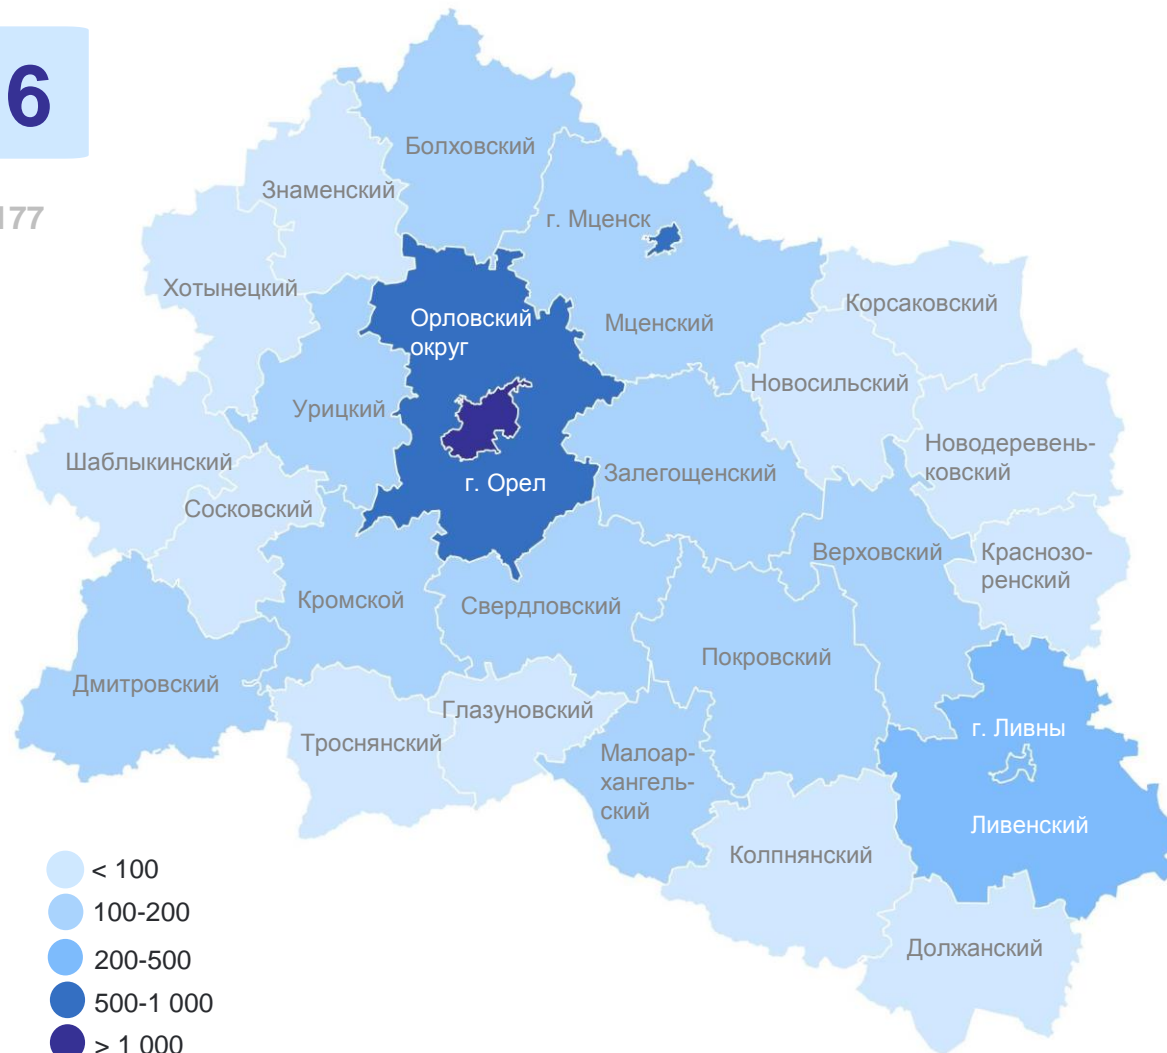 6
177
Болховский
Знаменский
г. Мценск
Хотынецкий
Корсаковский
Орловский
округ
Мценский
Новосильский
Урицкий
Новодеревень-
ковский
Шаблыкинский
Залегощенский
г. Орел
Сосковский
Верховский
Краснозо-
ренский
Кромской
Свердловский
Покровский
Дмитровский
Глазуновский
Троснянский
г. Ливны
Малоар-
хангель-
ский
Ливенский
Колпнянский
< 100
100-200
Должанский
200-500
500-1 000
> 1 000